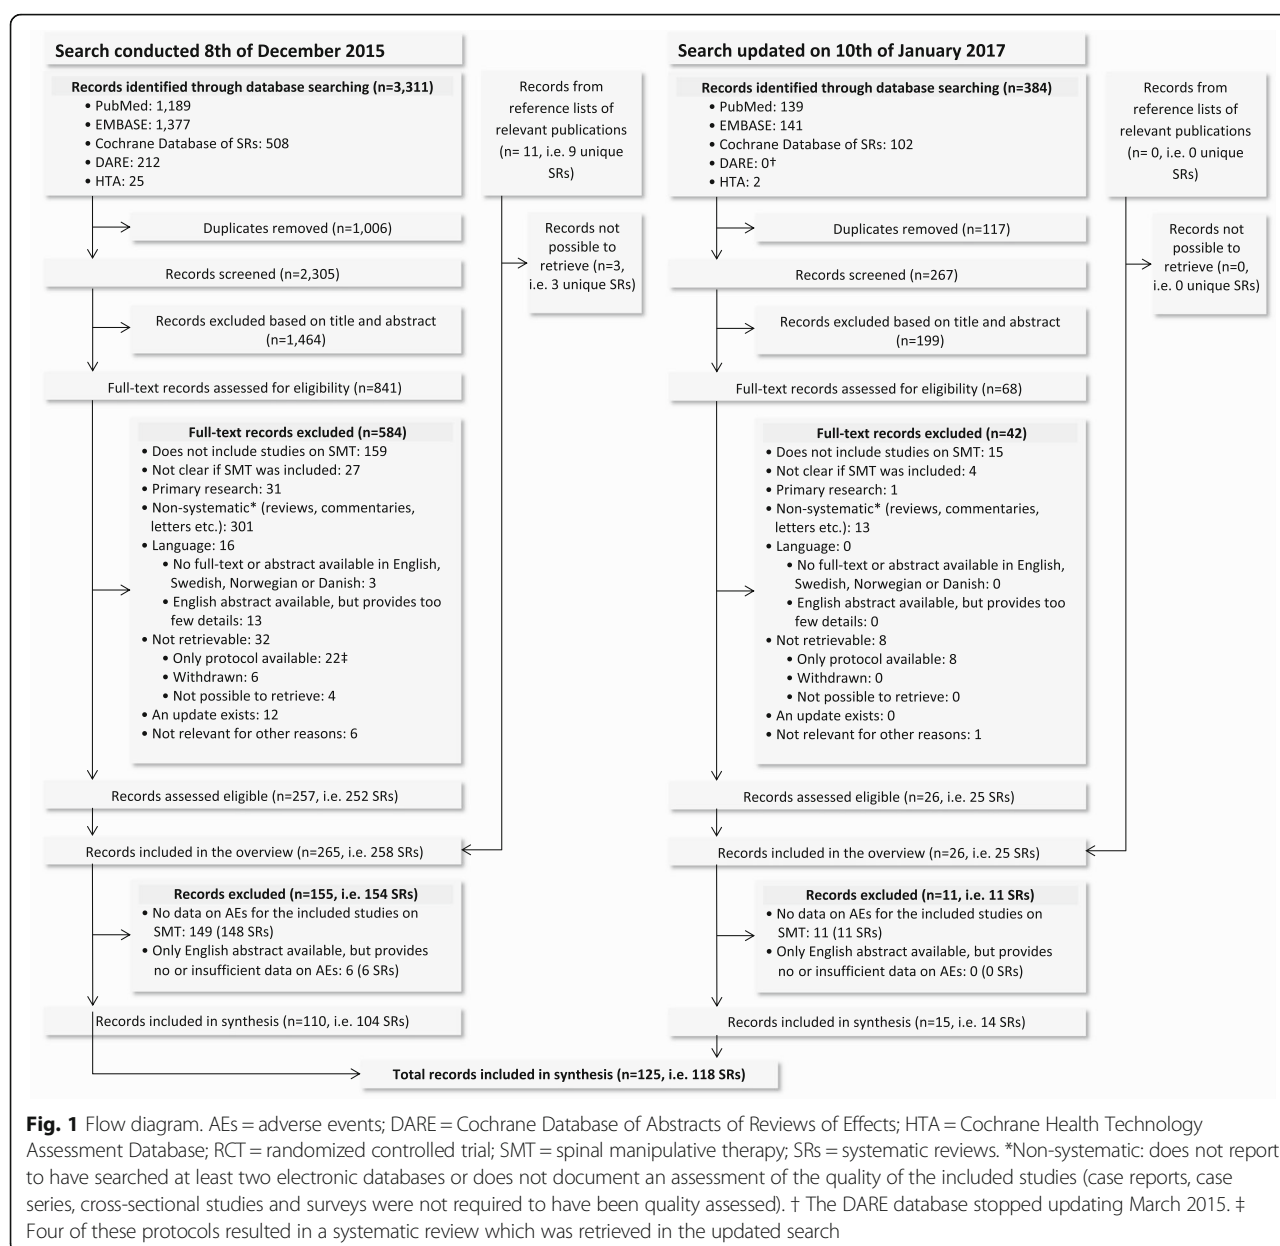 Search conducted 8th of December 2015
Records identified through database searching (n=3,311)
• PubMed: 1,189
• EMBASE: 1,377
• Cochrane Database of SRs: 508
• DARE: 212
• HTA: 25
Records from
reference lists of
relevant publications
(n= 11, i.e. 9 unique
SRs)
Duplicates removed (n=1,006)
Records not
possible to
retrieve (n=3,
i.e. 3 unique SRs)
Records screened (n=2,305)
Records excluded based on title and abstract
(n=1,464)
Full-text records assessed for eligibility (n=841)
Full-text records excluded (n=584)
• Does not include studies on SMT: 159
• Not clear if SMT was included: 27
• Primary research: 31
• Non-systematic* (reviews, commentaries,
letters etc.): 301
• Language: 16
• No full-text or abstract available in English,
Swedish, Norwegian or Danish: 3
• English abstract available, but provides too
few details: 13
• Not retrievable: 32
• Only protocol available: 22‡
• Withdrawn: 6
• Not possible to retrieve: 4
• An update exists: 12
• Not relevant for other reasons: 6
Records assessed eligible (n=257, i.e. 252 SRs)
Records included in the overview (n=265, i.e. 258 SRs)
Records excluded (n=155, i.e. 154 SRs)
• No data on AEs for the included studies on
SMT: 149 (148 SRs)
• Only English abstract available, but provides
no or insufficient data on AEs: 6 (6 SRs)
Records included in synthesis (n=110, i.e. 104 SRs)
Search updated on 10th of January 2017
Records identified through database searching (n=384)
• PubMed: 139
• EMBASE: 141
• Cochrane Database of SRs: 102
• DARE: 0†
• HTA: 2
Records from
reference lists of
relevant publications
(n= 0, i.e. 0 unique
SRs)
Duplicates removed (n=117)
Records not
possible to
retrieve (n=0,
i.e. 0 unique SRs)
Records screened (n=267)
Records excluded based on title and abstract
(n=199)
Full-text records assessed for eligibility (n=68)
Full-text records excluded (n=42)
• Does not include studies on SMT: 15
• Not clear if SMT was included: 4
• Primary research: 1
• Non-systematic* (reviews, commentaries,
letters etc.): 13
• Language: 0
• No full-text or abstract available in English,
Swedish, Norwegian or Danish: 0
• English abstract available, but provides too
few details: 0
• Not retrievable: 8
• Only protocol available: 8
• Withdrawn: 0
• Not possible to retrieve: 0
• An update exists: 0
• Not relevant for other reasons: 1
Records assessed eligible (n=26, i.e. 25 SRs)
Records included in the overview (n=26, i.e. 25 SRs)
Records excluded (n=11, i.e. 11 SRs)
• No data on AEs for the included studies on
SMT: 11 (11 SRs)
• Only English abstract available, but provides
no or insufficient data on AEs: 0 (0 SRs)
Records included in synthesis (n=15, i.e. 14 SRs)
Total records included in synthesis (n=125, i.e. 118 SRs)
Fig. 1 Flow diagram. AEs = adverse events; DARE = Cochrane Database of Abstracts of Reviews of Effects; HTA = Cochrane Health Technology
Assessment Database; RCT = randomized controlled trial; SMT = spinal manipulative therapy; SRs = systematic reviews. *Non-systematic: does not report
to have searched at least two electronic databases or does not document an assessment of the quality of the included studies (case reports, case
series, cross-sectional studies and surveys were not required to have been quality assessed). † The DARE database stopped updating March 2015. ‡
Four of these protocols resulted in a systematic review which was retrieved in the updated search